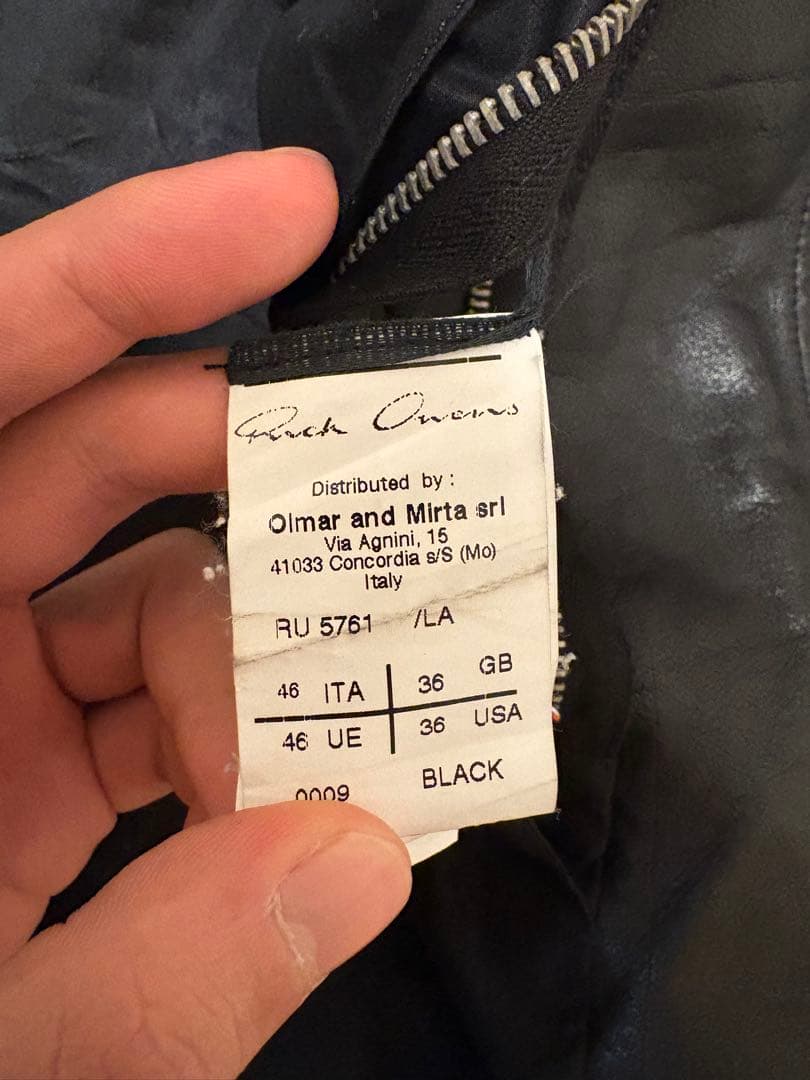 Rick Owens
Distributed by :
Olmar and Mirta srl
Via Agnini, 15
41033 Concordia s/S (Mo)
Italy
RU 5761 /LA
46 ITA 36 GB
46 UE 36 USA
0009 BLACK